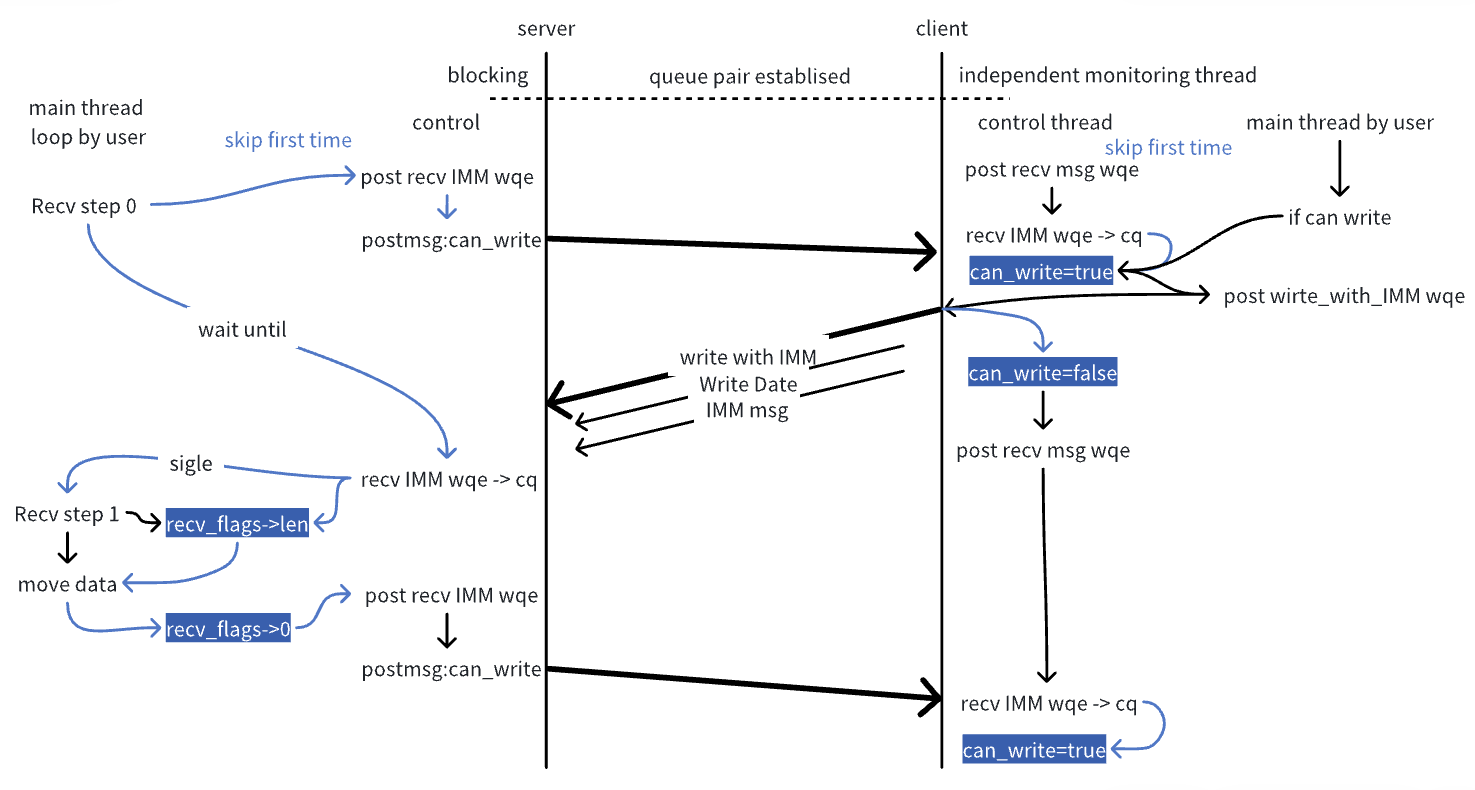 server
client
blocking
queue pair establised
independent monitoring thread
main thread
loop by user
control
control thread
main thread by user
skip first time
skip first time
post recv IMM wqe
post recv msg wqe
Recv step 0
if can write
postmsg:can_write
recv IMM wqe -> cq
can_write=true
post wirte_with_IMM wqe
wait until
write with IMM
Write Date
IMM msg
can_write=false
post recv msg wqe
sigle
recv IMM wqe -> cq
Recv step 1
recv_flags->len
move data
post recv IMM wqe
recv_flags->0
postmsg:can_write
recv IMM wqe -> cq
can_write=true